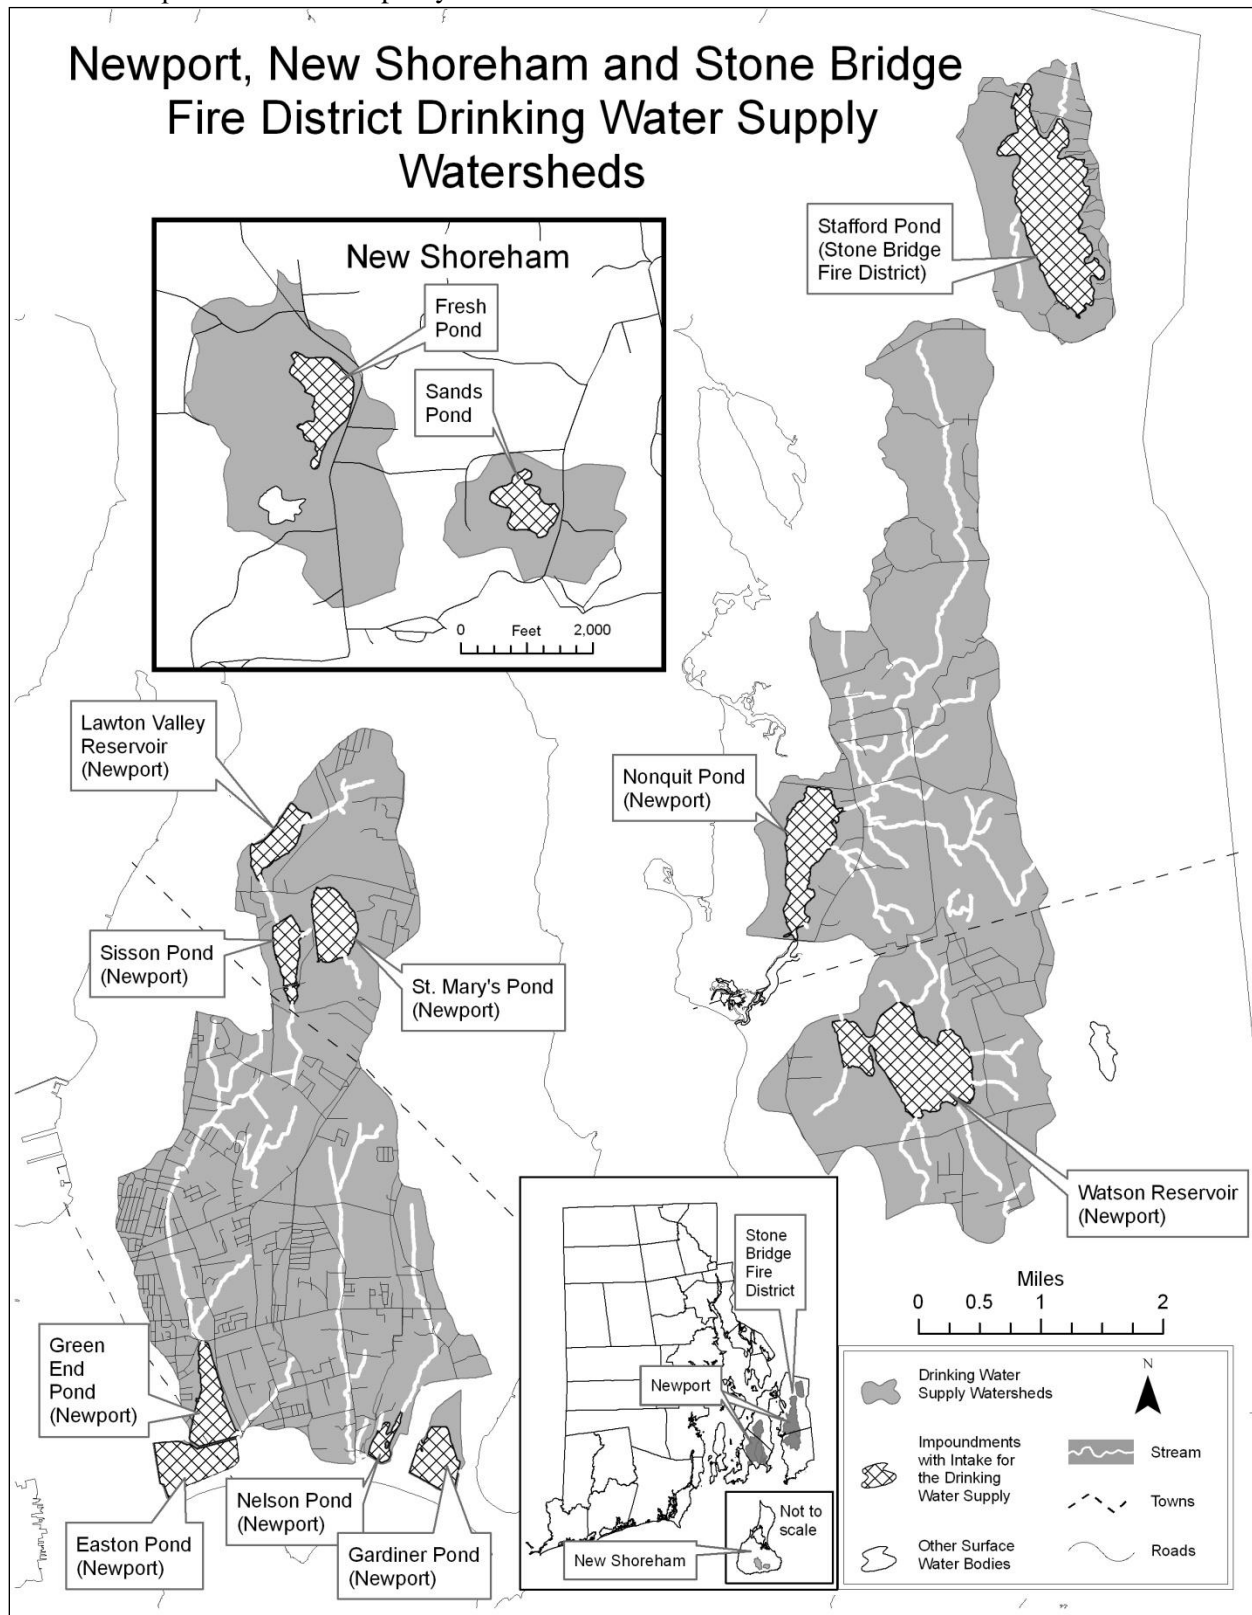 Newport, New Shoreham and Stone Bridge
Fire District Drinking Water Supply
Watersheds
New Shoreham
Fresh
Pond
Sands
Pond
0 Feet 2,000
Stafford Pond
(Stone Bridge
Fire District)
Lawton Valley
Reservoir
(Newport)
Nonquit Pond
(Newport)
Sisson Pond
(Newport)
St. Mary's Pond
(Newport)
Watson Reservoir
(Newport)
Green
End
Pond
(Newport)
Easton Pond
(Newport)
Nelson Pond
(Newport)
Gardiner Pond
(Newport)
Stone
Bridge
Fire
District
Newport
New Shoreham
Not to
scale
Miles
0 0.5 1 2
Drinking Water
Supply Watersheds
N
Impoundments
with Intake for
the Drinking
Water Supply
Stream
Towns
Other Surface
Water Bodies
Roads